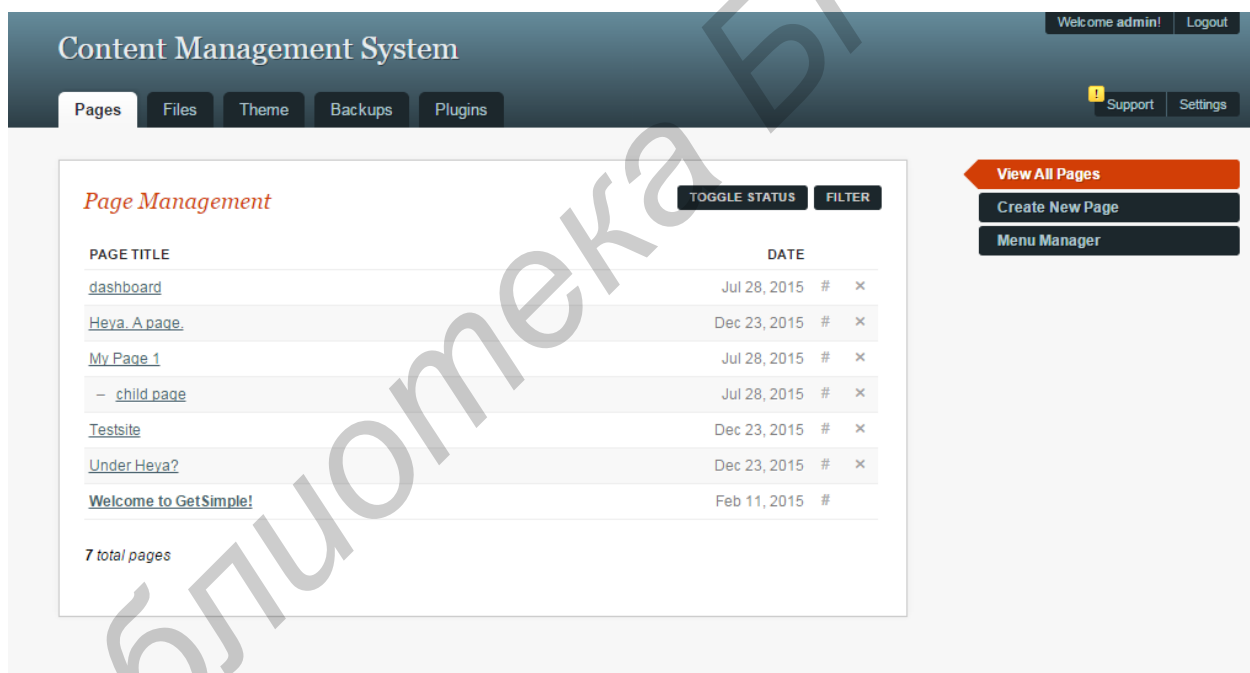 Welcome admin! Logout
Content Management System
Pages Files Theme Backups Plugins
! Support Settings
Page Management
TOGGLE STATUS FILTER
PAGE TITLE DATE
dashboard Jul 28, 2015 # ×
Heya. A page. Dec 23, 2015 # ×
My Page 1 Jul 28, 2015 # ×
– child page Jul 28, 2015 # ×
Testsite Dec 23, 2015 # ×
Under Heya? Dec 23, 2015 # ×
Welcome to GetSimple! Feb 11, 2015 #
7 total pages
View All Pages
Create New Page
Menu Manager
блиотека